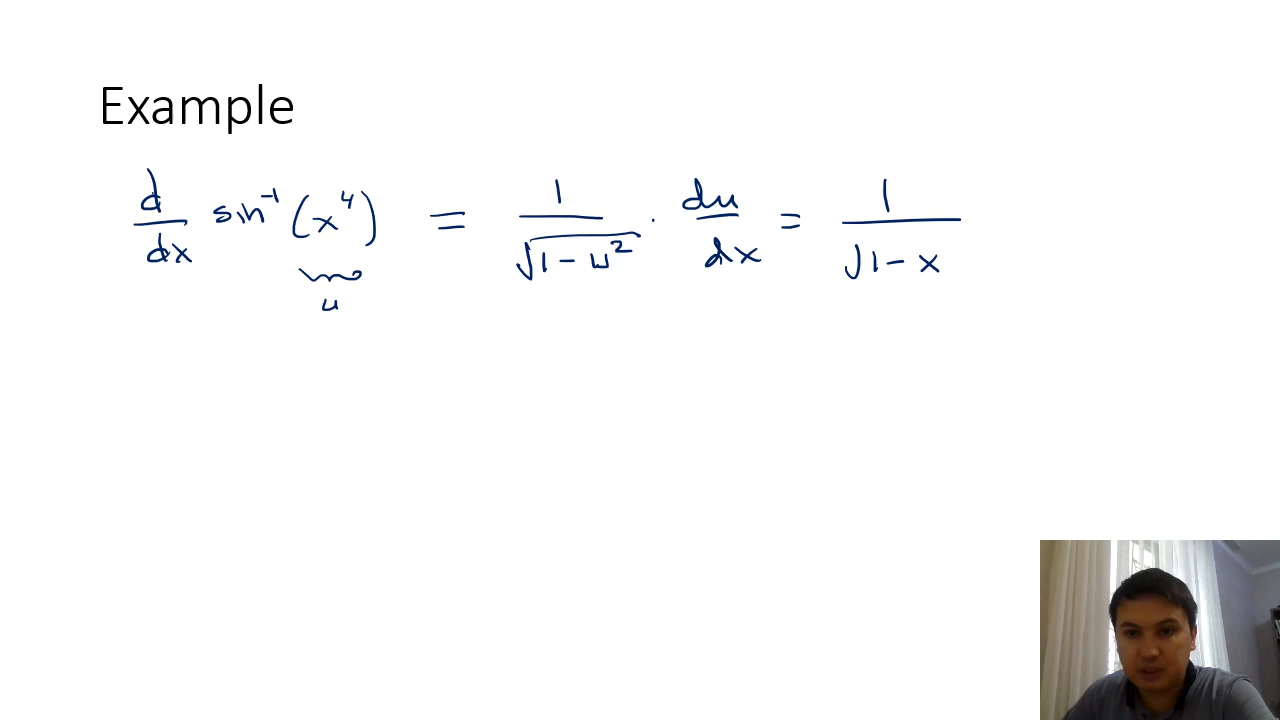 Example
d/dx sin⁻¹ (x⁴) = 1/√(1 - u²) · du/dx = 1/√(1 - x
u